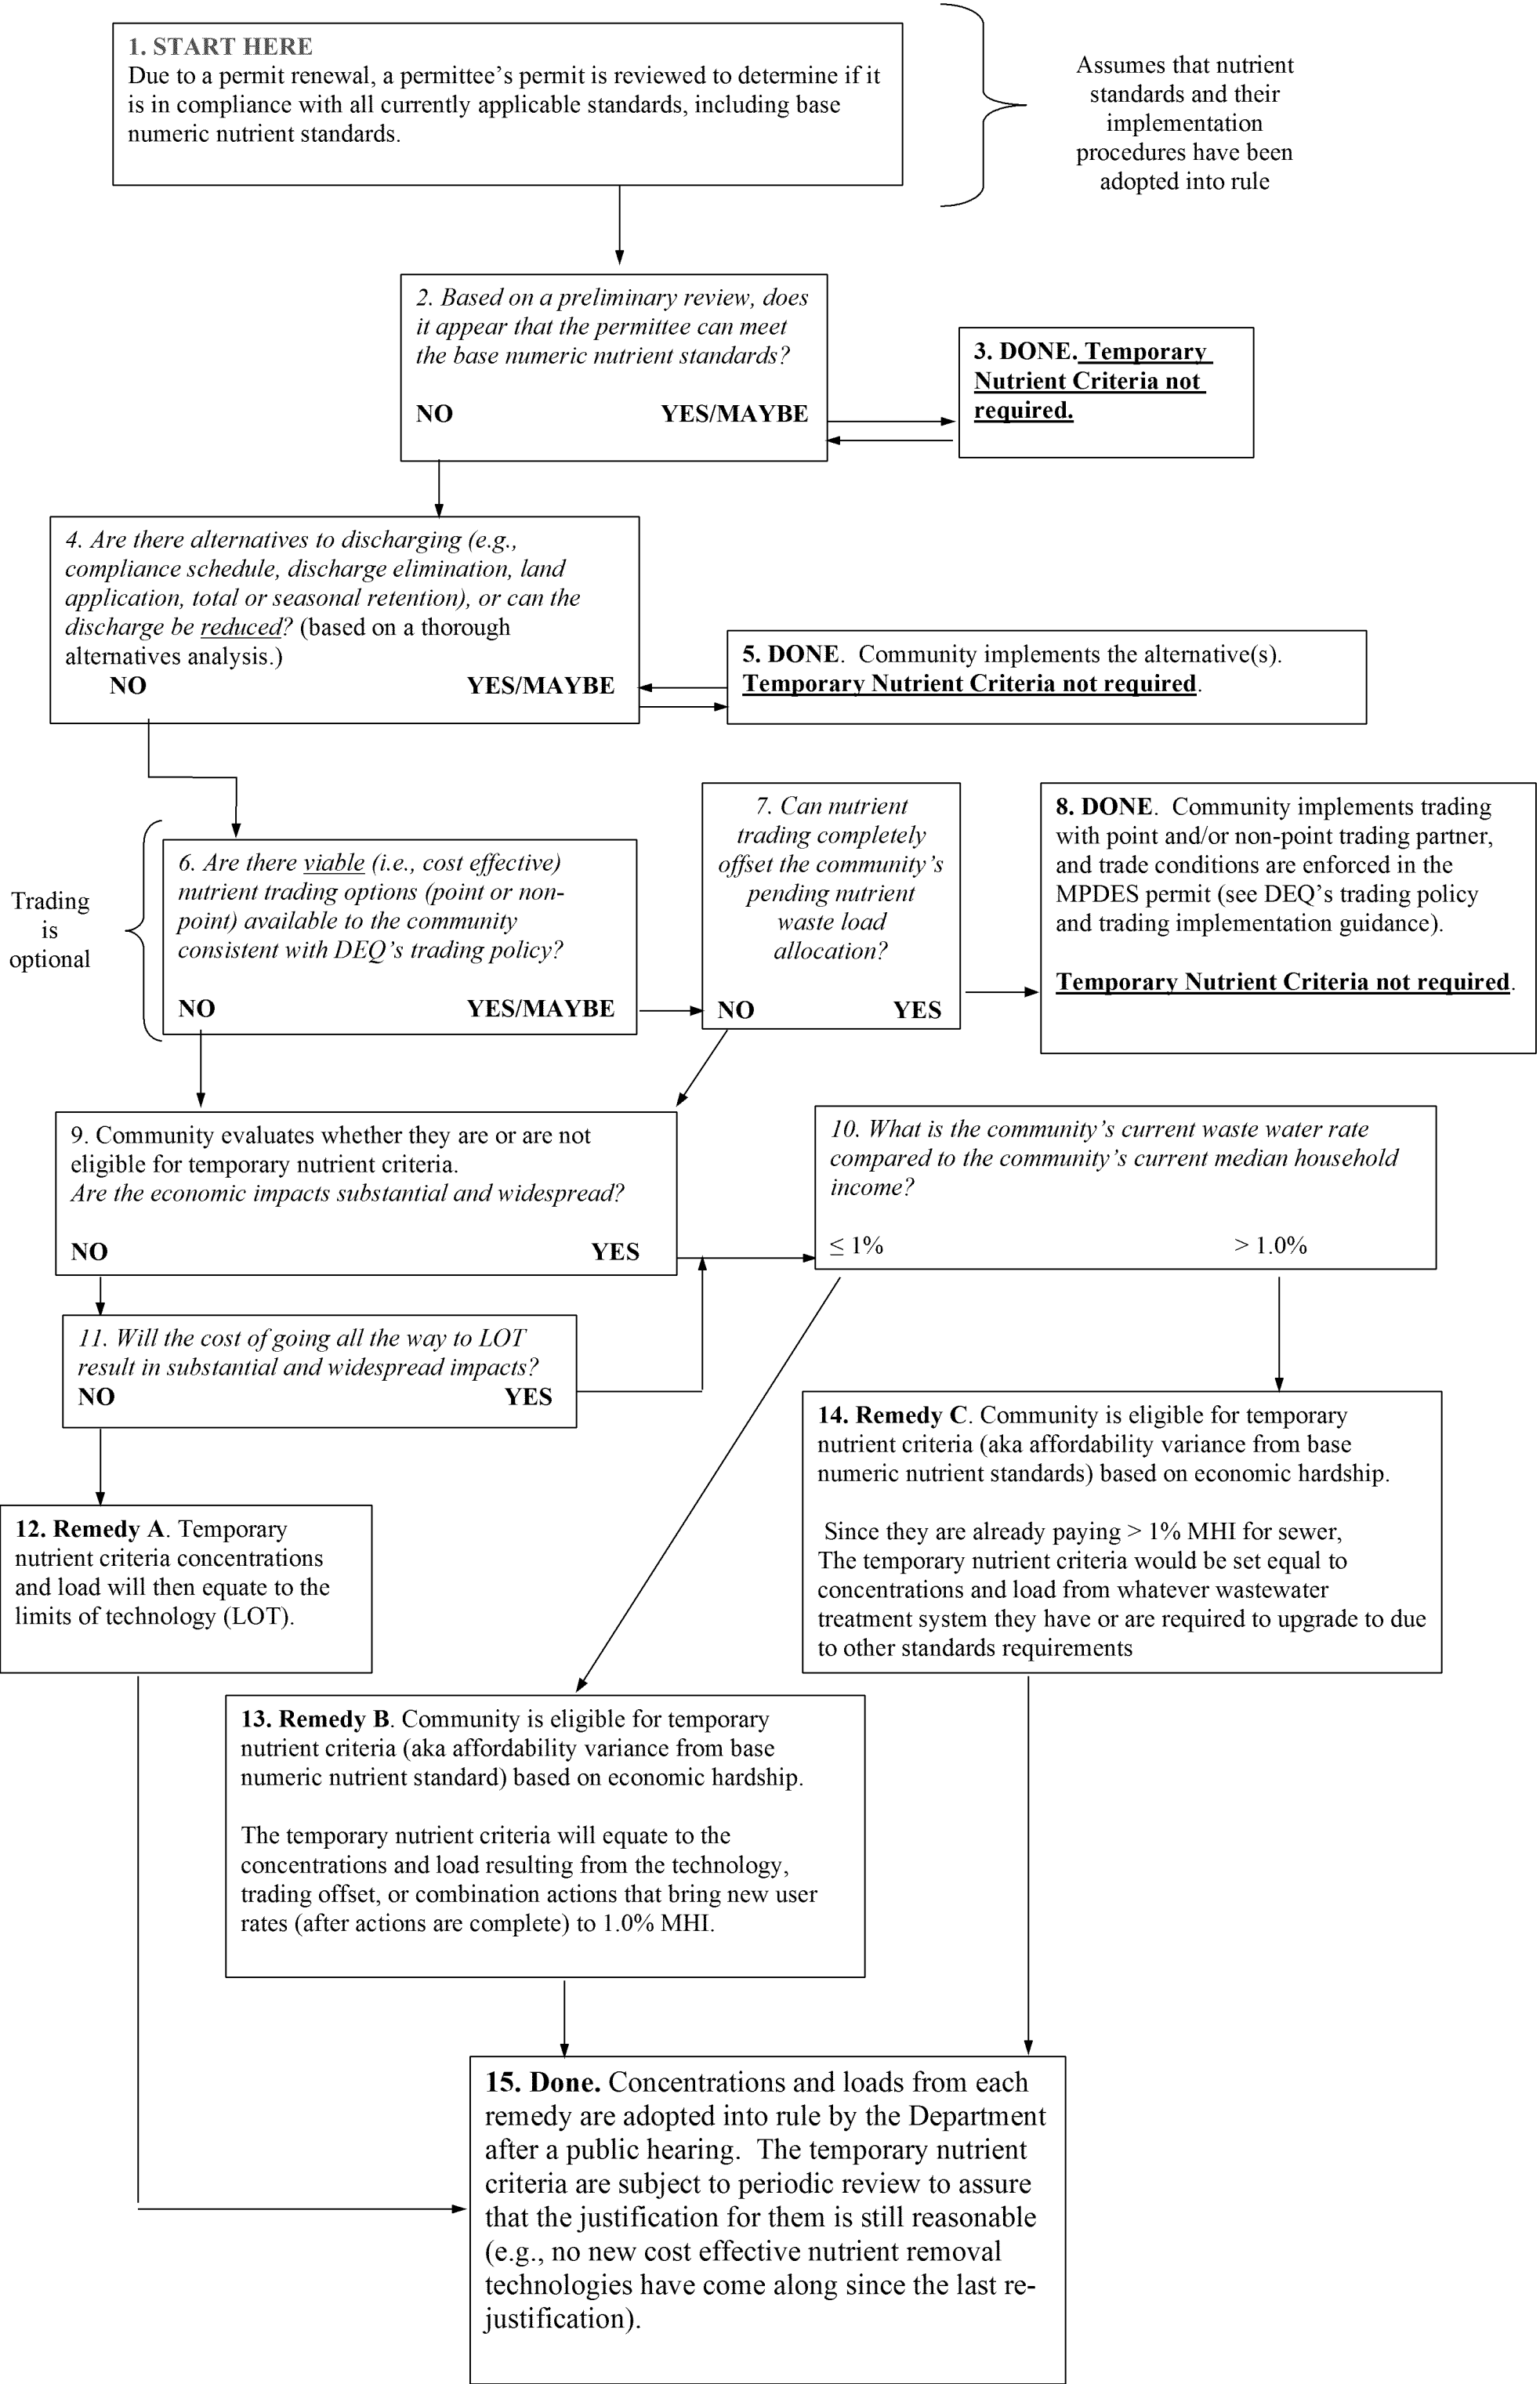 1. START HERE
Due to a permit renewal, a permittee’s permit is reviewed to determine if it
is in compliance with all currently applicable standards, including base
numeric nutrient standards.
Assumes that nutrient
standards and their
implementation
procedures have been
adopted into rule
2. Based on a preliminary review, does
it appear that the permittee can meet
the base numeric nutrient standards?
NO YES/MAYBE
3. DONE. Temporary
Nutrient Criteria not
required.
4. Are there alternatives to discharging (e.g.,
compliance schedule, discharge elimination, land
application, total or seasonal retention), or can the
discharge be reduced? (based on a thorough
alternatives analysis.)
NO YES/MAYBE
5. DONE. Community implements the alternative(s).
Temporary Nutrient Criteria not required.
Trading
is
optional
6. Are there viable (i.e., cost effective)
nutrient trading options (point or non-
point) available to the community
consistent with DEQ’s trading policy?
NO YES/MAYBE
7. Can nutrient
trading completely
offset the community’s
pending nutrient
waste load
allocation?
NO YES
8. DONE. Community implements trading
with point and/or non-point trading partner,
and trade conditions are enforced in the
MPDES permit (see DEQ’s trading policy
and trading implementation guidance).
Temporary Nutrient Criteria not required.
9. Community evaluates whether they are or are not
eligible for temporary nutrient criteria.
Are the economic impacts substantial and widespread?
NO YES
10. What is the community’s current waste water rate
compared to the community’s current median household
income?
≤ 1% > 1.0%
11. Will the cost of going all the way to LOT
result in substantial and widespread impacts?
NO YES
12. Remedy A. Temporary
nutrient criteria concentrations
and load will then equate to the
limits of technology (LOT).
14. Remedy C. Community is eligible for temporary
nutrient criteria (aka affordability variance from base
numeric nutrient standards) based on economic hardship.
Since they are already paying > 1% MHI for sewer,
The temporary nutrient criteria would be set equal to
concentrations and load from whatever wastewater
treatment system they have or are required to upgrade to due
to other standards requirements
13. Remedy B. Community is eligible for temporary
nutrient criteria (aka affordability variance from base
numeric nutrient standard) based on economic hardship.
The temporary nutrient criteria will equate to the
concentrations and load resulting from the technology,
trading offset, or combination actions that bring new user
rates (after actions are complete) to 1.0% MHI.
15. Done. Concentrations and loads from each
remedy are adopted into rule by the Department
after a public hearing. The temporary nutrient
criteria are subject to periodic review to assure
that the justification for them is still reasonable
(e.g., no new cost effective nutrient removal
technologies have come along since the last re-
justification).